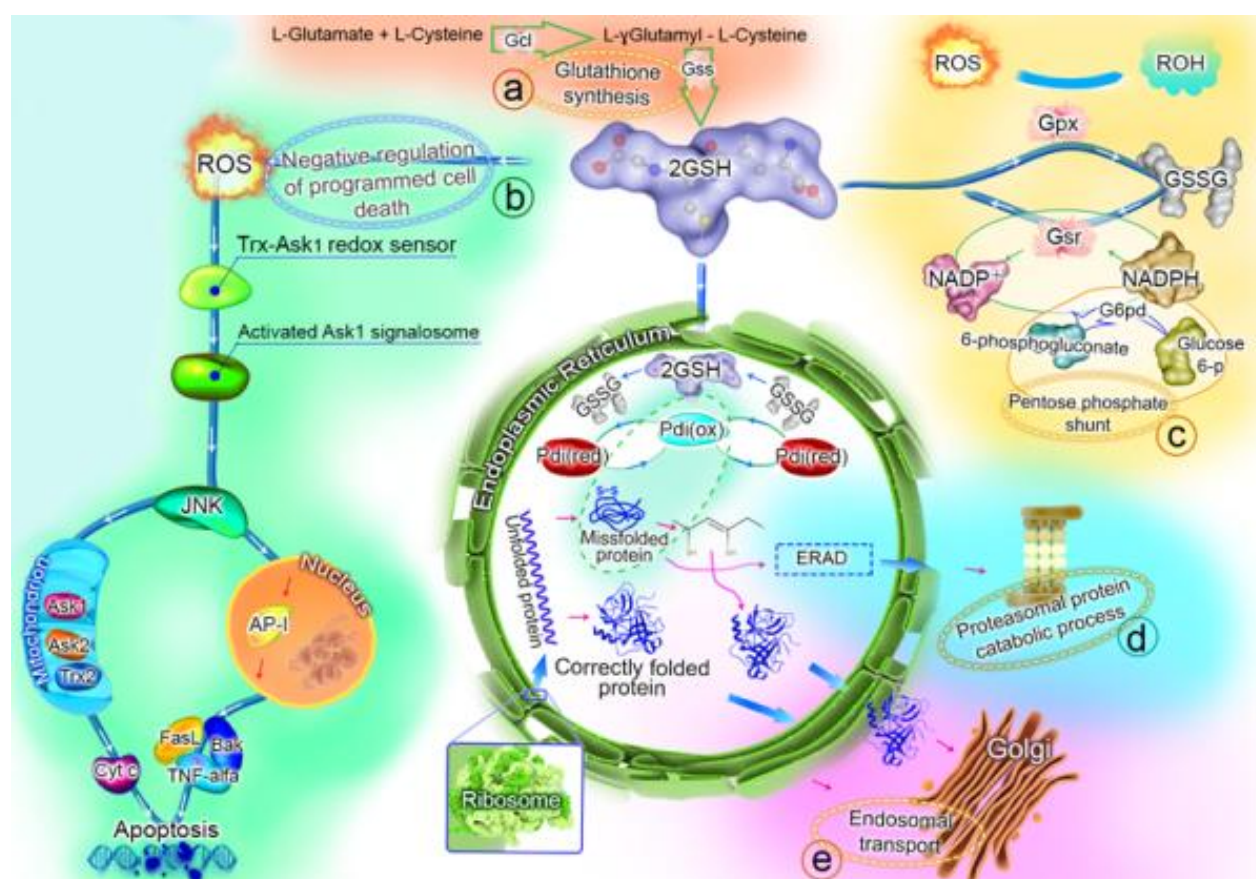 L-Glutamate + L-Cysteine
Gcl
L-γGlutamyl - L-Cysteine
Gss
a
Glutathione
synthesis
ROS
Negative regulation
of programmed cell
death
b
2GSH
ROS
ROH
Gpx
GSSG
Gsr
NADP+
NADPH
G6pd
6-phosphogluconate
Glucose
6-p
Pentose phosphate
shunt
c
Trx-Ask1 redox sensor
Activated Ask1 signalosome
JNK
Mitochondrion
Ask1
Ask2
Trx2
Nucleus
AP-I
Cyt c
FasL
Bak
TNF-alfa
Apoptosis
Endoplasmic Reticulum
2GSH
GSSG
GSSG
Pdi(ox)
Pdi(red)
Pdi(red)
S-S
Missfolded
protein
Unfolded protein
ERAD
Correctly folded
protein
Ribosome
Proteasomal protein
catabolic process
d
Golgi
Endosomal
transport
e